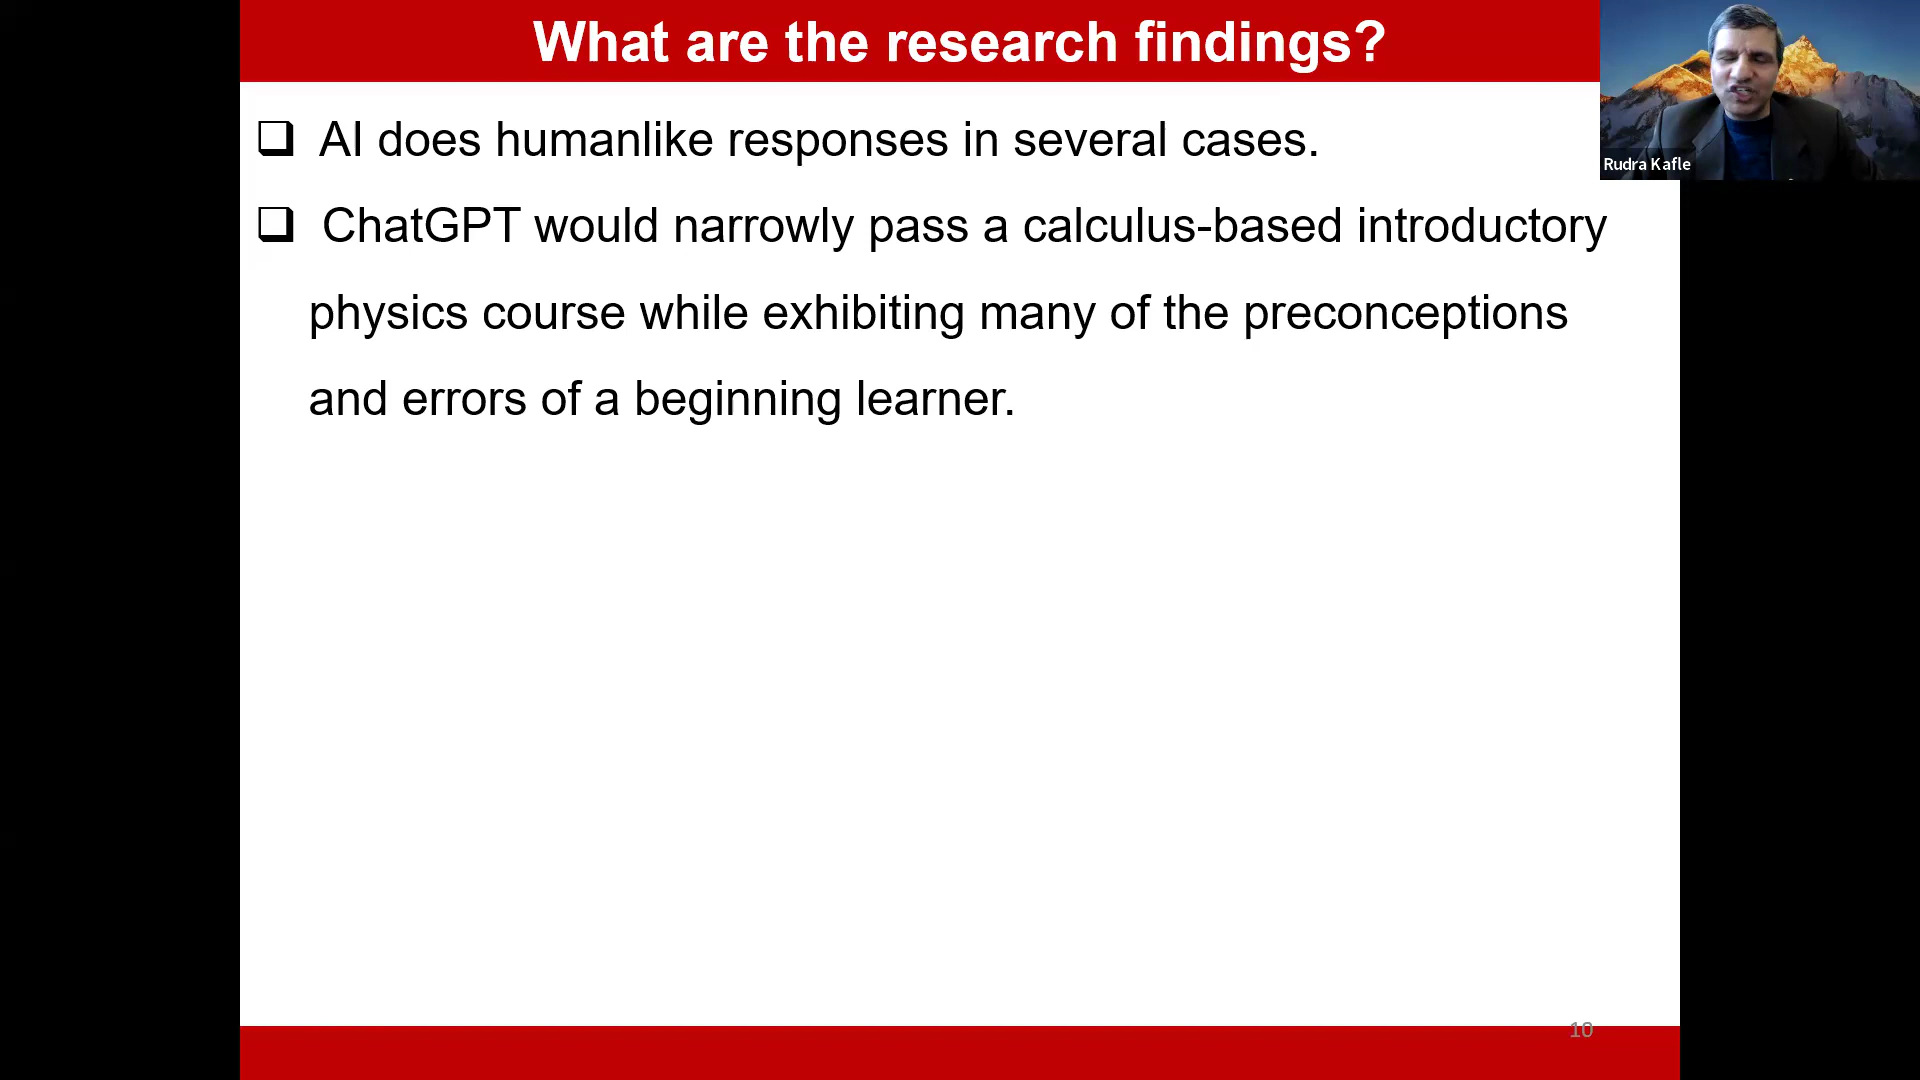 What are the research findings?
AI does humanlike responses in several cases.
ChatGPT would narrowly pass a calculus-based introductory
physics course while exhibiting many of the preconceptions
and errors of a beginning learner.
Rudra Kafle
10